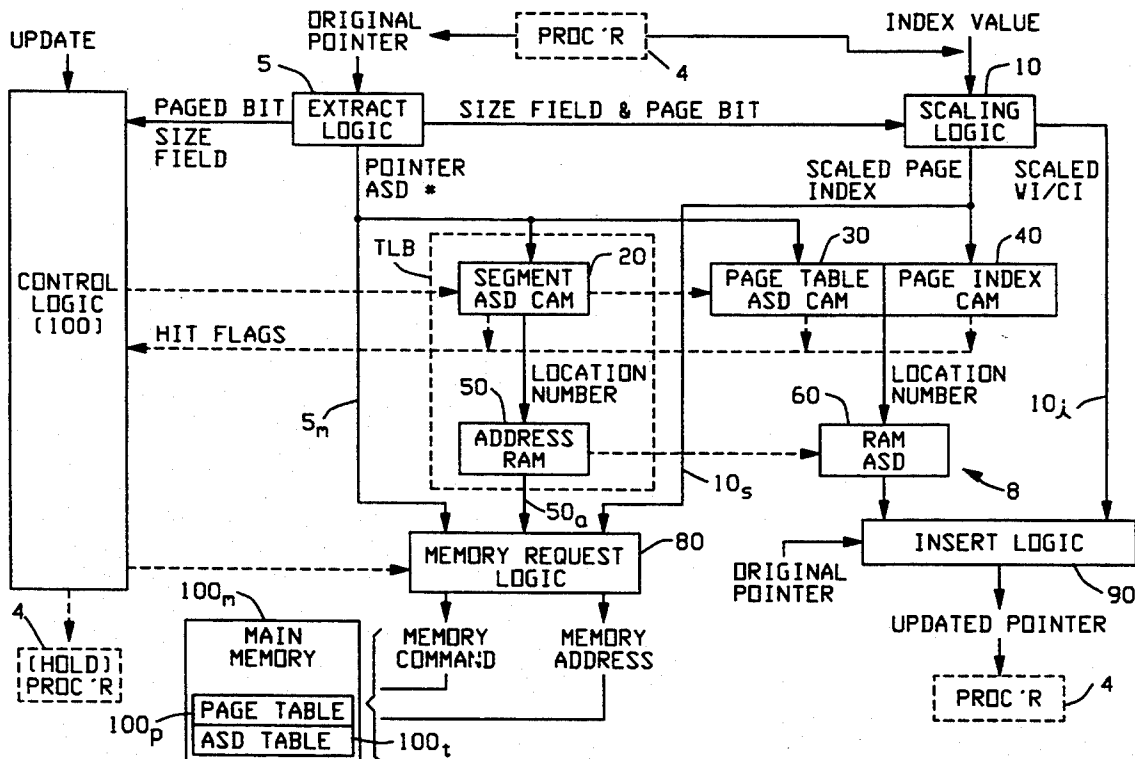 UPDATE
ORIGINAL
POINTER
PROC'R
4
INDEX VALUE
5
10
PAGED BIT
SIZE
FIELD
EXTRACT
LOGIC
SIZE FIELD & PAGE BIT
SCALING
LOGIC
POINTER
ASD *
SCALED PAGE
INDEX
SCALED
WI/CI
TLB
20
30
40
CONTROL
LOGIC
(100)
SEGMENT
ASD CAM
PAGE TABLE
ASD CAM
PAGE INDEX
CAM
HIT FLAGS
LOCATION
NUMBER
LOCATION
NUMBER
50
60
5m
10i
ADDRESS
RAM
RAM
ASD
10s
8
50a
MEMORY REQUEST
LOGIC
80
INSERT LOGIC
ORIGINAL
POINTER
90
100m
4
MAIN
MEMORY
MEMORY
COMMAND
MEMORY
ADDRESS
UPDATED POINTER
(HOLD)
PROC'R
PAGE TABLE
ASD TABLE
100p
100t
PROC'R
4